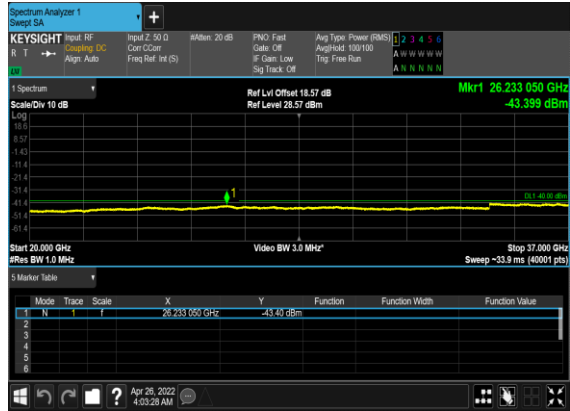 Spectrum Analyzer 1
Swept SA
+
KEYSIGHT Input: RF Input Z: 50 Ω #Atten: 20 dB PNO: Fast Avg Type: Power (RMS) 1 2 3 4 5 6
R T Coupling: DC Corr CCorr Gate: Off Avg|Hold: 100/100 A W W W W W
Align: Auto Freq Ref: Int (S) IF Gain: Low Trig: Free Run
LXI Sig Track: Off A N N N N N
1 Spectrum Ref Lvl Offset 18.57 dB Mkr1 26.233 050 GHz
Scale/Div 10 dB Ref Level 28.57 dBm -43.399 dBm
Log
18.6
8.57
-1.43
-11.4
-21.4
-31.4
1
DL1 -40.00 dBm
-41.4
-51.4
-61.4
Start 20.000 GHz Video BW 3.0 MHz* Stop 37.000 GHz
#Res BW 1.0 MHz Sweep ~33.9 ms (40001 pts)
5 Marker Table
Mode Trace Scale X Y Function Function Width Function Value
1 N 1 f 26.233 050 GHz -43.40 dBm
2
3
4
5
6
? Apr 26, 2022
4:03:28 AM